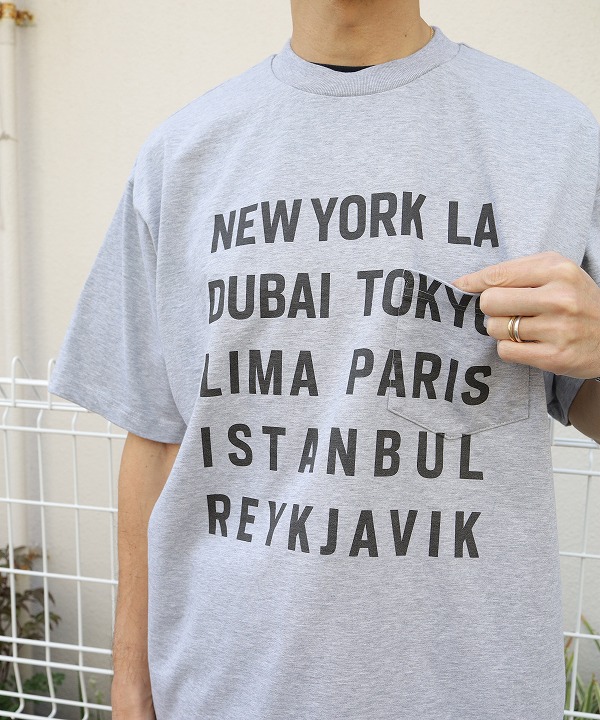 NEW YORK LA
DUBAI TOKYO
LIMA PARIS
ISTANBUL
REYKJAVIK